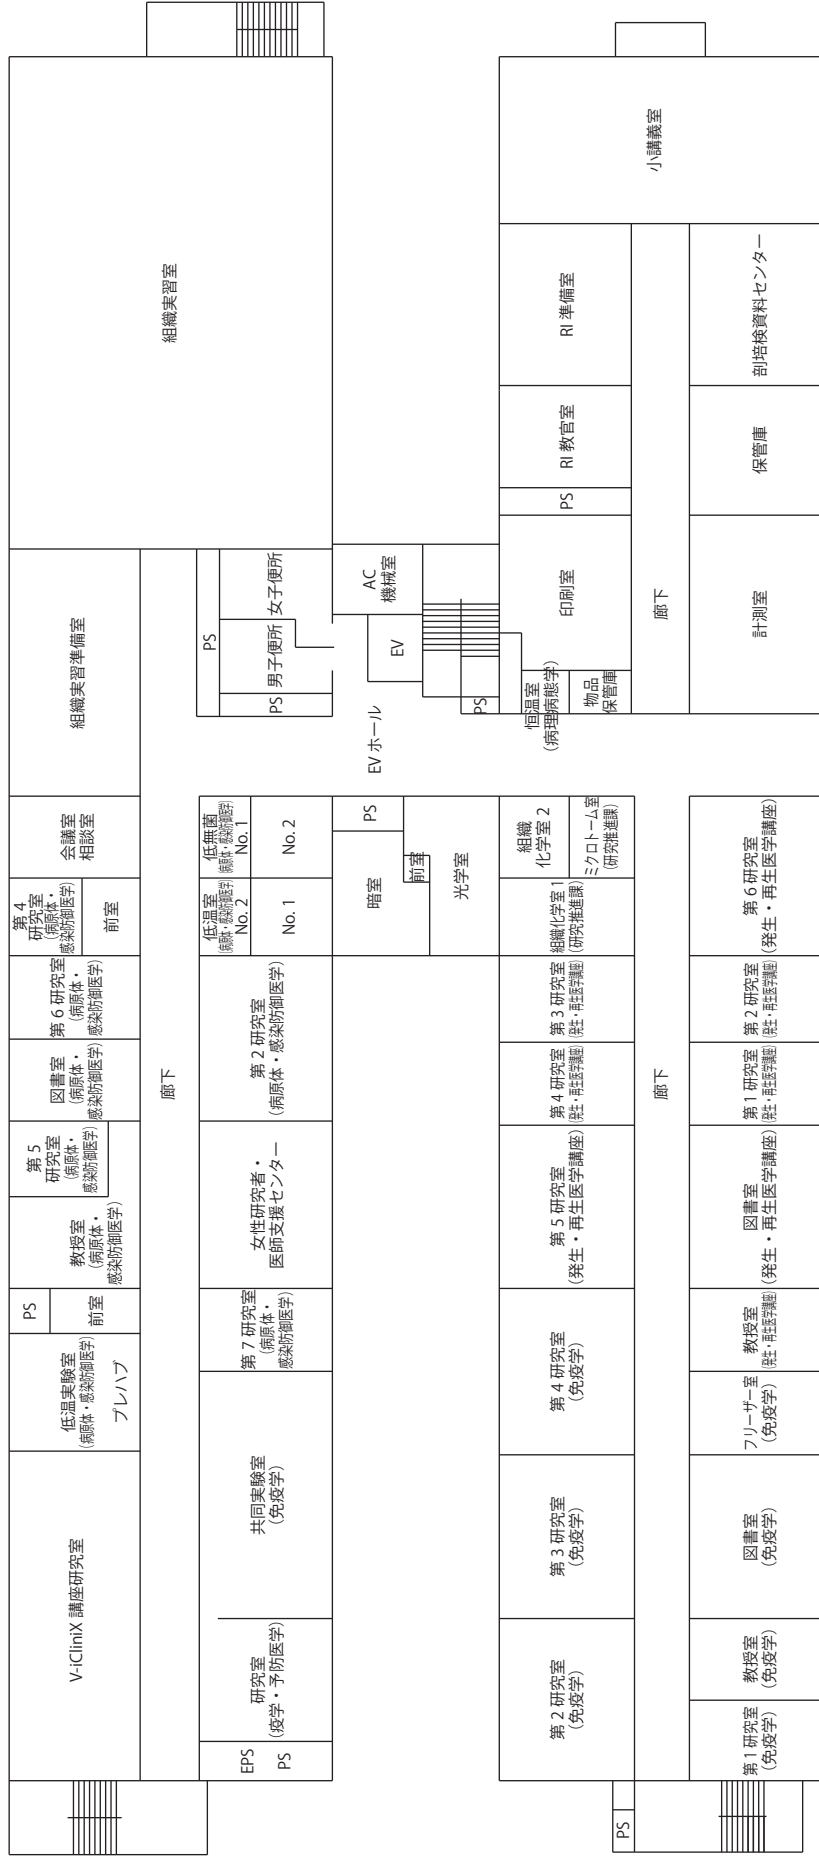 V-iCliniX 講座研究室
低温実験室
(病原体・感染防御医学)
プレハブ
PS
前室
教授室
(病原体・
感染防御医学)
第 5
研究室
(病原体・
感染防御医学)
図書室
(病原体・
感染防御医学)
第 6 研究室
(病原体・
感染防御医学)
第 4
研究室
(病原体・
感染防御医学)
前室
会議室
相談室
組織実習準備室
組織実習室
廊下
EPS
PS
研究室
(疫学・予防医学)
共同実験室
(免疫学)
第 7 研究室
(病原体・
感染防御医学)
女性研究者・
医師支援センター
第 2 研究室
(病原体・感染防御医学)
低温室
(病原体・感染防御医学)
No. 2
No. 1
低無菌
(病原体・感染防御医学)
No. 1
No. 2
PS
PS
男子便所
女子便所
暗室
PS
前室
光学室
EV ホール
EV
AC
機械室
PS
第 2 研究室
(免疫学)
第 3 研究室
(免疫学)
第 4 研究室
(免疫学)
第 5 研究室
(発生・再生医学講座)
第 4 研究室
(発生・再生医学講座)
第 3 研究室
(発生・再生医学講座)
組織化学室 1
(研究推進課)
組織
化学室 2
ミクロトーム室
(研究推進課)
恒温室
(病理病態学)
物品
保管庫
印刷室
PS
RI 教官室
RI 準備室
小講義室
廊下
廊下
PS
第 1 研究室
(免疫学)
教授室
(免疫学)
図書室
(免疫学)
フリーザー室
(免疫学)
教授室
(発生・再生医学講座)
図書室
(発生・再生医学講座)
第 1 研究室
(発生・再生医学講座)
第 2 研究室
(発生・再生医学講座)
第 6 研究室
(発生・再生医学講座)
計測室
保管庫
剖培検資料センター